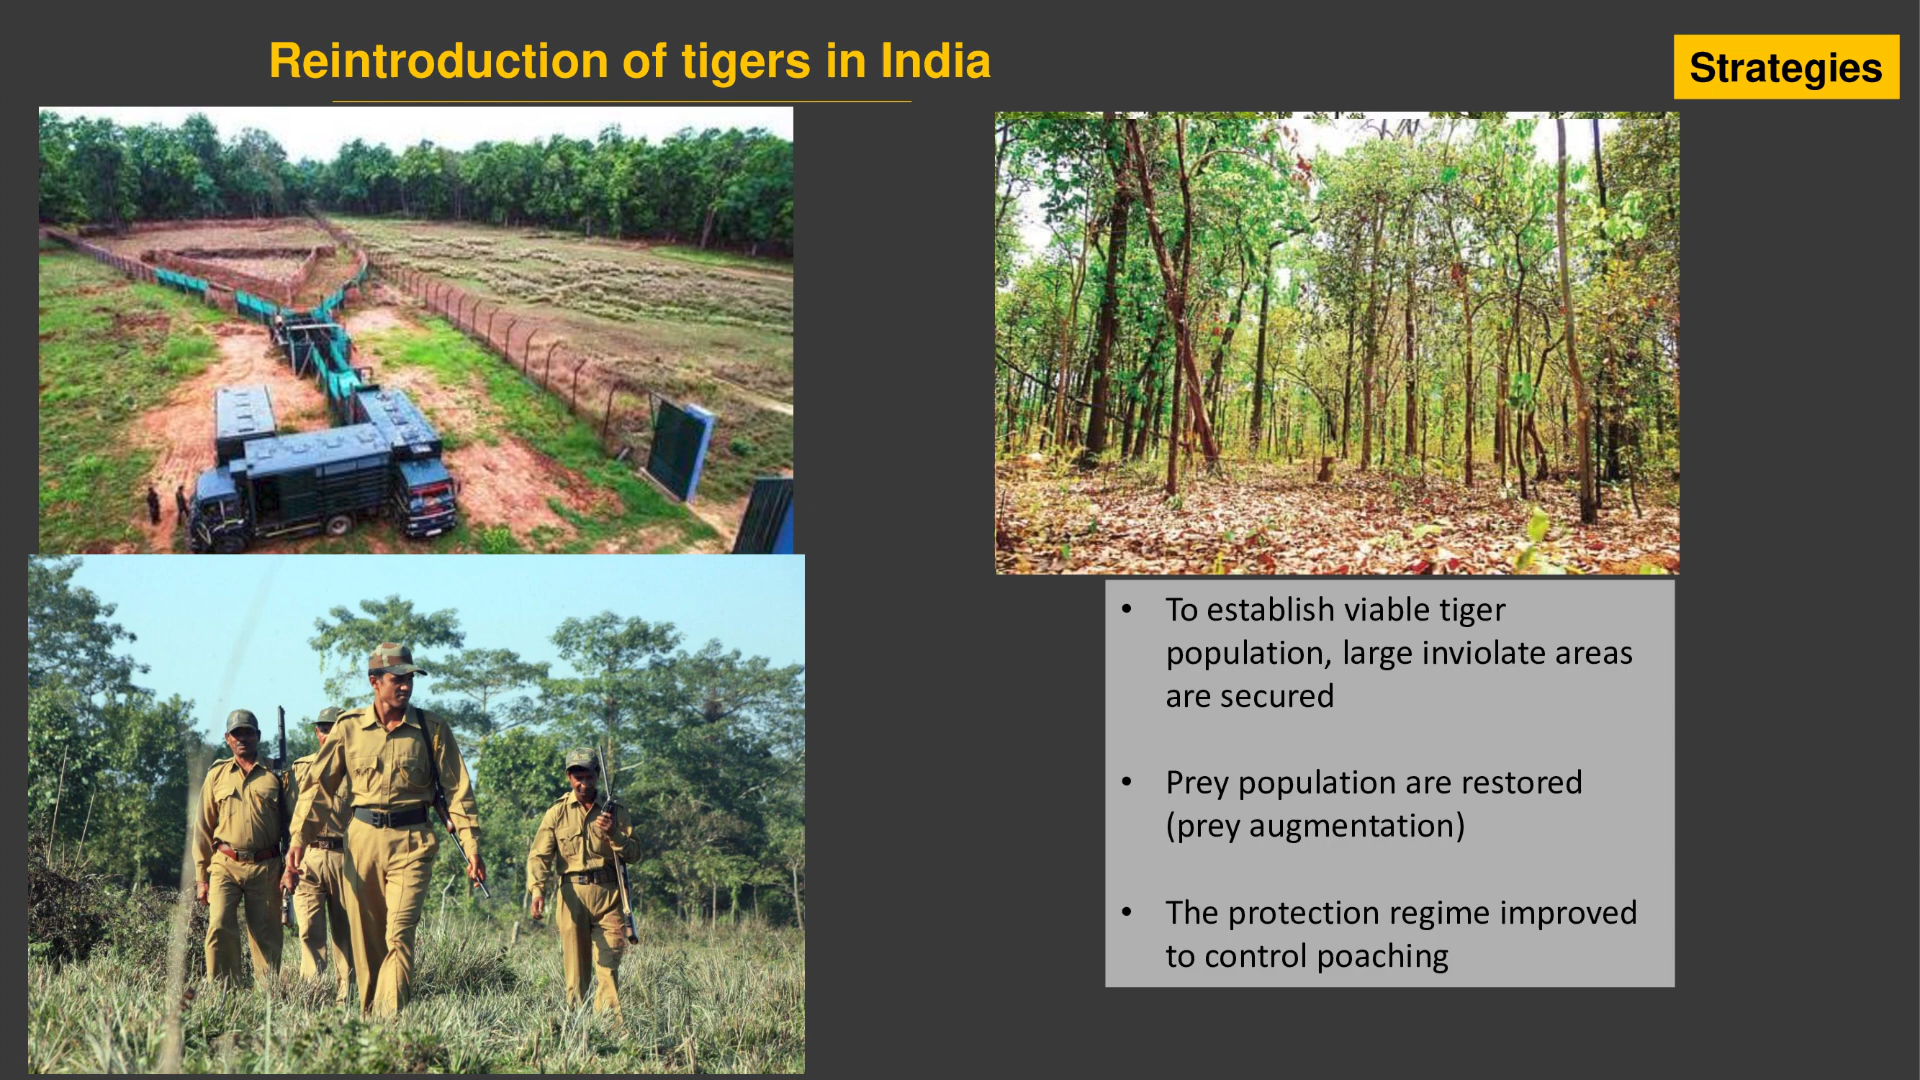 Reintroduction of tigers in India
Strategies
• To establish viable tiger
population, large inviolate areas
are secured
• Prey population are restored
(prey augmentation)
• The protection regime improved
to control poaching